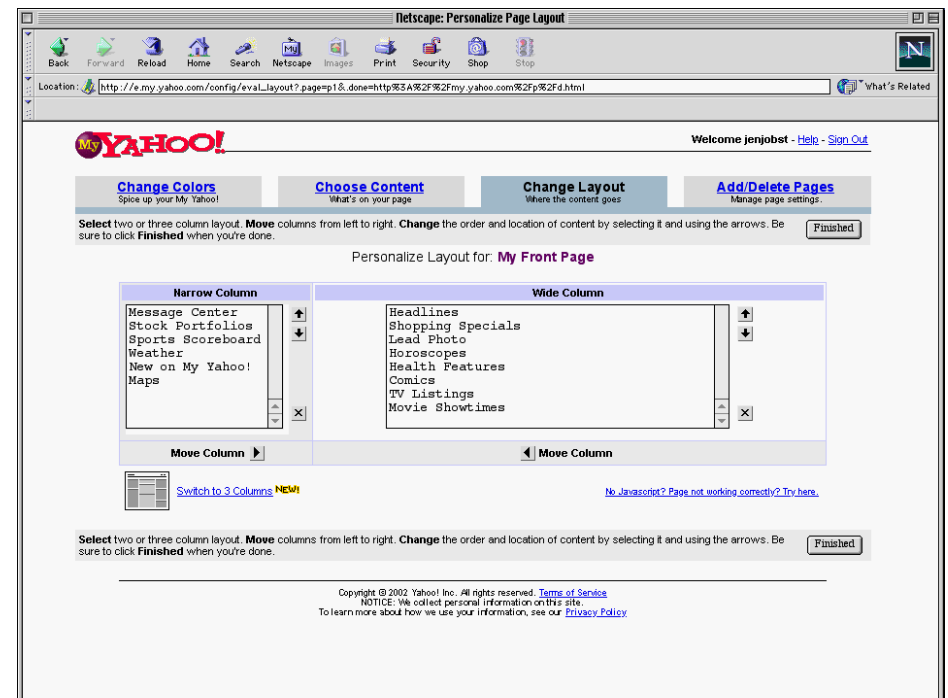 Netscape: Personalize Page Layout
Back Forward Reload Home Search Netscape Images Print Security Shop Stop
My
N
Location: http://e.my.yahoo.com/config/eval_layout?.page=p1&.done=http%3A%2F%2Fmy.yahoo.com%2Fp%2Fd.html What's Related
My YAHOO!
Welcome jenjobst - Help - Sign Out
Change Colors Choose Content Change Layout Add/Delete Pages
Spice up your My Yahoo! What's on your page Where the content goes Manage page settings.
Select two or three column layout. Move columns from left to right. Change the order and location of content by selecting it and using the arrows. Be
sure to click Finished when you're done.
Finished
Personalize Layout for: My Front Page
Narrow Column
Message Center
Stock Portfolios
Sports Scoreboard
Weather
New on My Yahoo!
Maps
Move Column
Wide Column
Headlines
Shopping Specials
Lead Photo
Horoscopes
Health Features
Comics
TV Listings
Movie Showtimes
Move Column
Switch to 3 Columns NEW!
No Javascript? Page not working correctly? Try here.
Select two or three column layout. Move columns from left to right. Change the order and location of content by selecting it and using the arrows. Be
sure to click Finished when you're done.
Finished
Copyright © 2002 Yahoo! Inc. All rights reserved. Terms of Service
NOTICE: We collect personal information on this site.
To learn more about how we use your information, see our Privacy Policy